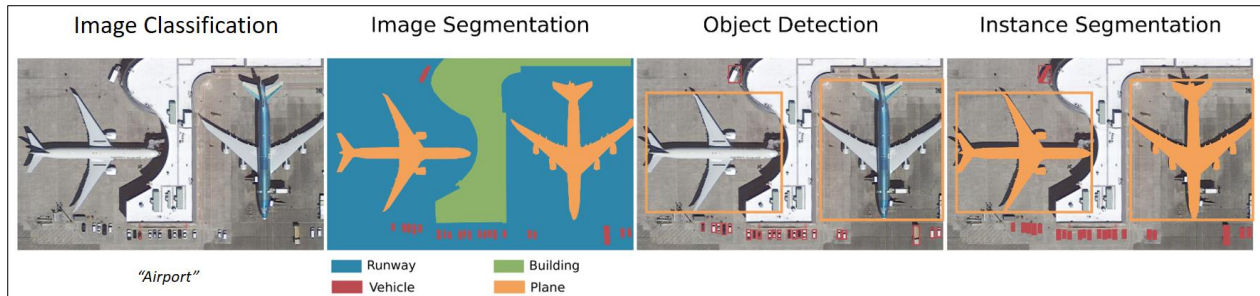 Image Classification
Image Segmentation
Object Detection
Instance Segmentation
"Airport"
Runway
Building
Vehicle
Plane